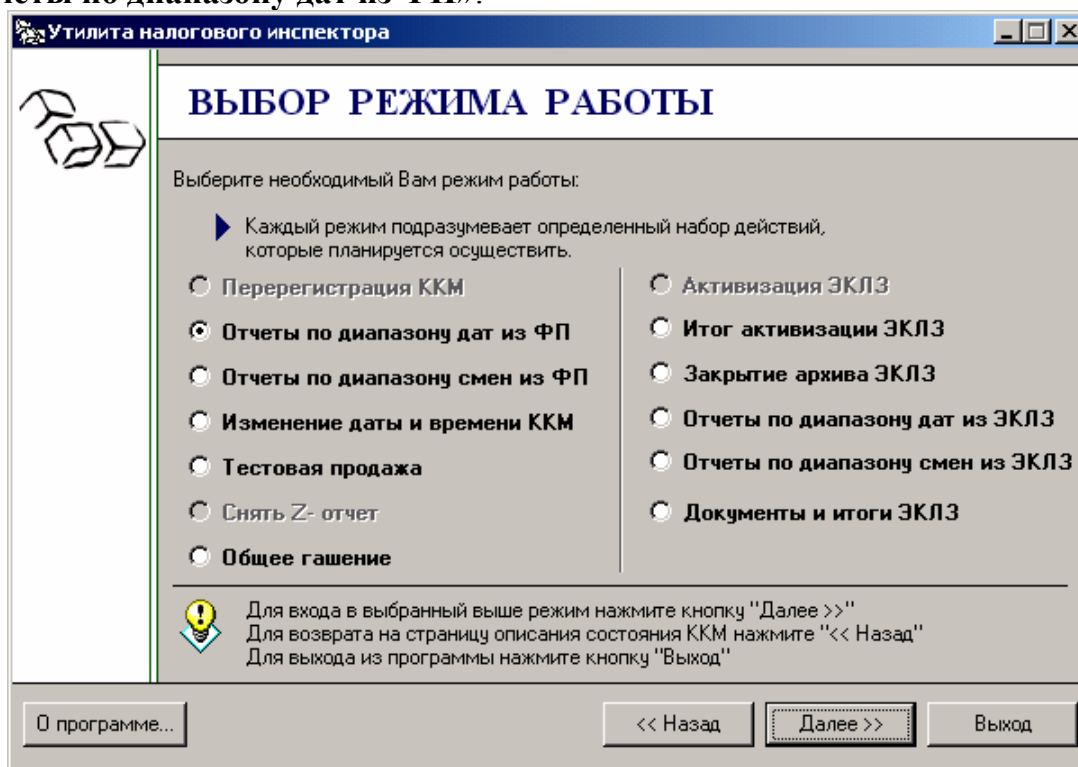 четы по диапазону дат из ФП».
Утилита налогового инспектора
ВЫБОР РЕЖИМА РАБОТЫ
Выберите необходимый Вам режим работы:
Каждый режим подразумевает определенный набор действий,
которые планируется осуществить.
Перерегистрация ККМ
Отчеты по диапазону дат из ФП
Отчеты по диапазону смен из ФП
Изменение даты и времени ККМ
Тестовая продажа
Снять Z- отчет
Общее гашение
Активизация ЭКЛЗ
Итог активизации ЭКЛЗ
Закрытие архива ЭКЛЗ
Отчеты по диапазону дат из ЭКЛЗ
Отчеты по диапазону смен из ЭКЛЗ
Документы и итоги ЭКЛЗ
Для входа в выбранный выше режим нажмите кнопку "Далее >>"
Для возврата на страницу описания состояния ККМ нажмите "<< Назад"
Для выхода из программы нажмите кнопку "Выход"
О программе...
<< Назад
Далее >>
Выход